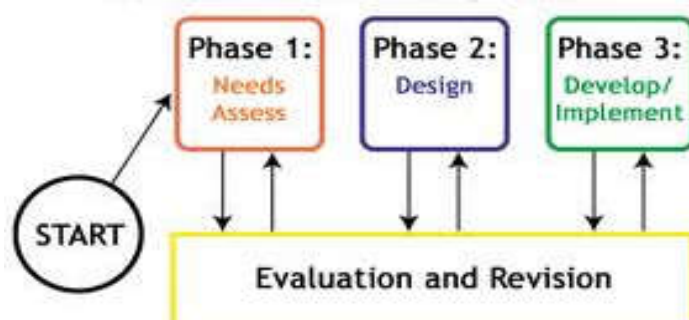 Phase 1:
Needs
Assess
Phase 2:
Design
Phase 3:
Develop/
Implement
START
Evaluation and Revision